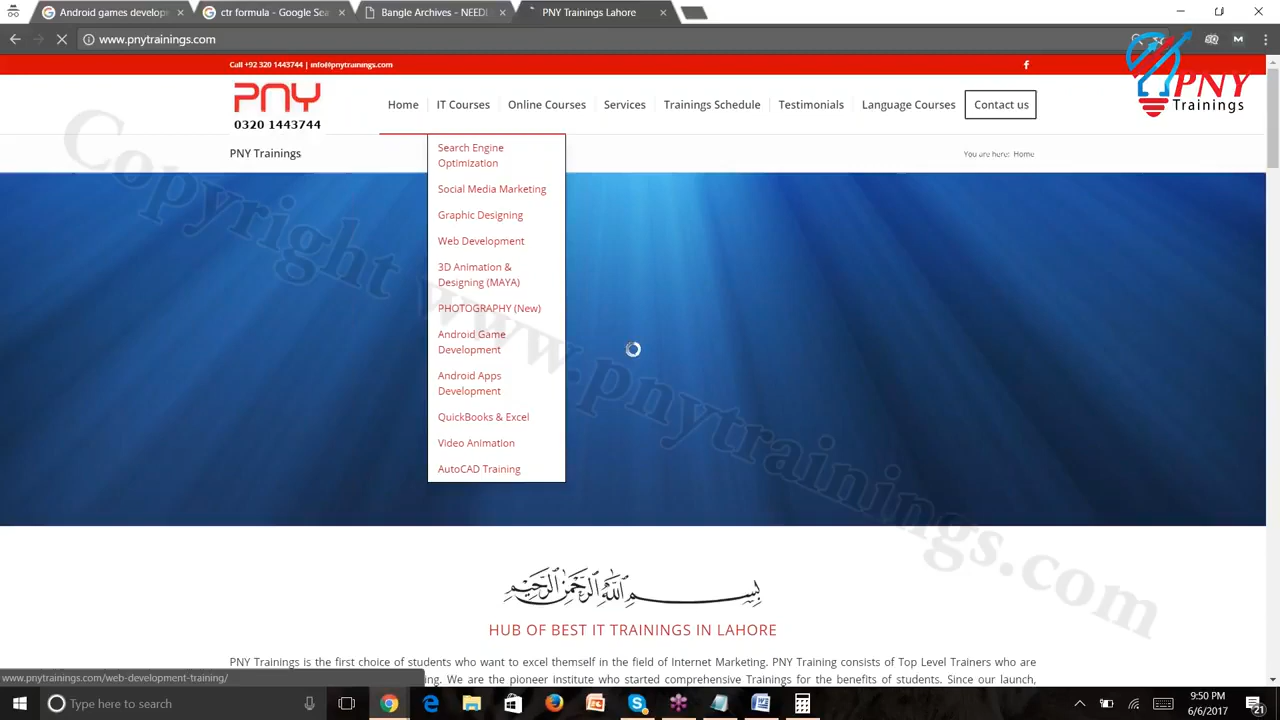 Android games develop
ctr formula - Google Sea
Bangle Archives - NEEDL
PNY Trainings Lahore
www.pnytrainings.com
Call +92 320 1443744 | info@pnytrainings.com
PNY
0320 1443744
Home
IT Courses
Online Courses
Services
Trainings Schedule
Testimonials
Language Courses
Contact us
PNY
Trainings
PNY Trainings
You are here: Home
Search Engine
Optimization
Social Media Marketing
Graphic Designing
Web Development
3D Animation &
Designing (MAYA)
PHOTOGRAPHY (New)
Android Game
Development
Android Apps
Development
QuickBooks & Excel
Video Animation
AutoCAD Training
Copyright www.pnytrainings.com
بسم الله الرحمن الرحيم
HUB OF BEST IT TRAININGS IN LAHORE
PNY Trainings is the first choice of students who want to excel themself in the field of Internet Marketing. PNY Training consists of Top Level Trainers who are
ing. We are the pioneer institute who started comprehensive Trainings for the benefits of students. Since our launch,
www.pnytrainings.com/web-development-training/
Type here to search
9:50 PM
6/6/2017
21